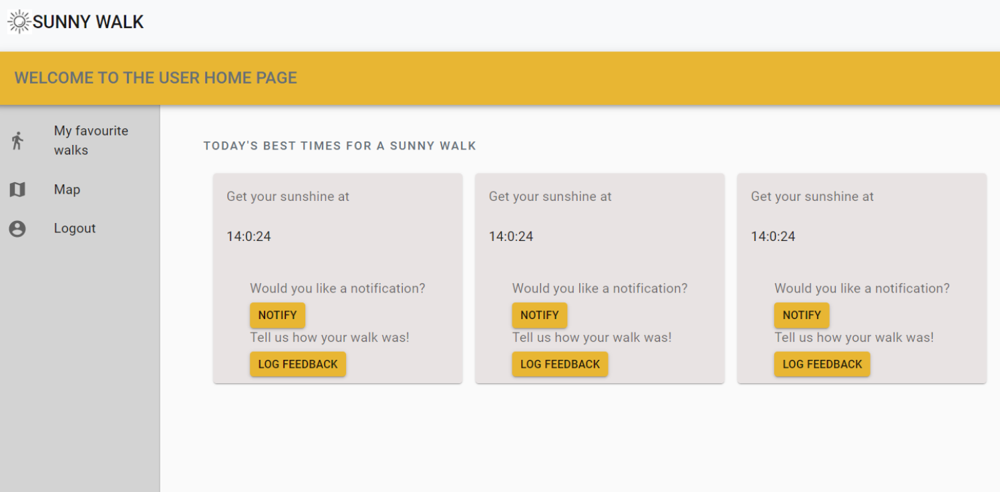 SUNNY WALK
WELCOME TO THE USER HOME PAGE
My favourite
walks
Map
Logout
TODAY'S BEST TIMES FOR A SUNNY WALK
Get your sunshine at
14:0:24
Would you like a notification?
NOTIFY
Tell us how your walk was!
LOG FEEDBACK
Get your sunshine at
14:0:24
Would you like a notification?
NOTIFY
Tell us how your walk was!
LOG FEEDBACK
Get your sunshine at
14:0:24
Would you like a notification?
NOTIFY
Tell us how your walk was!
LOG FEEDBACK